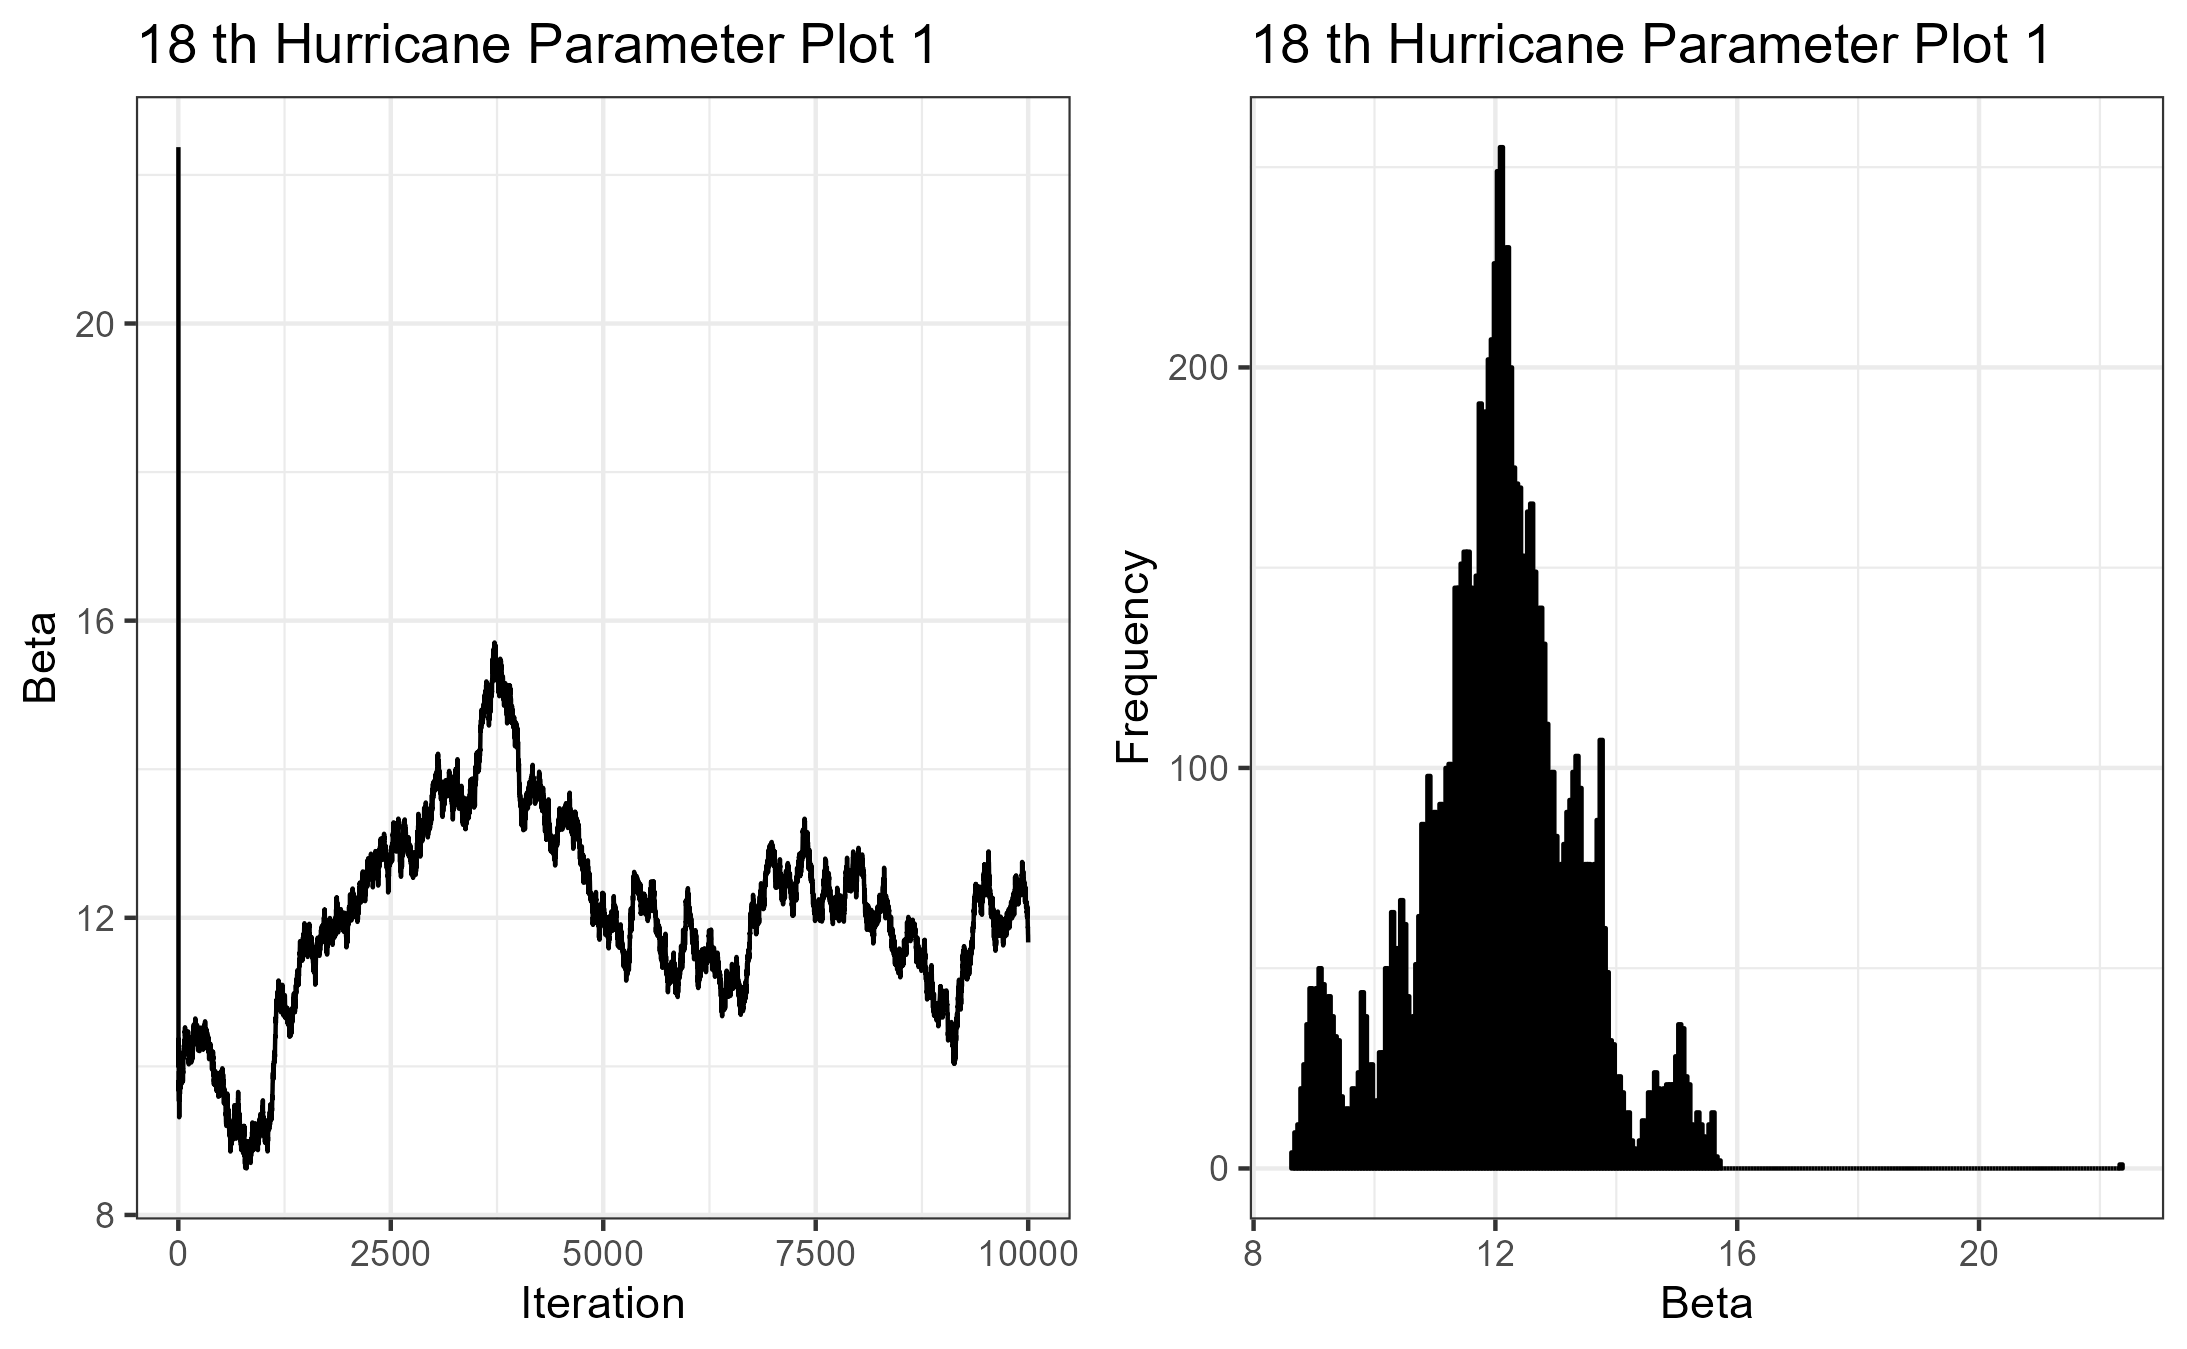 18 th Hurricane Parameter Plot 1
20
16
12
8
Beta
0 2500 5000 7500 10000
Iteration
18 th Hurricane Parameter Plot 1
200
100
0
Frequency
8 12 16 20
Beta